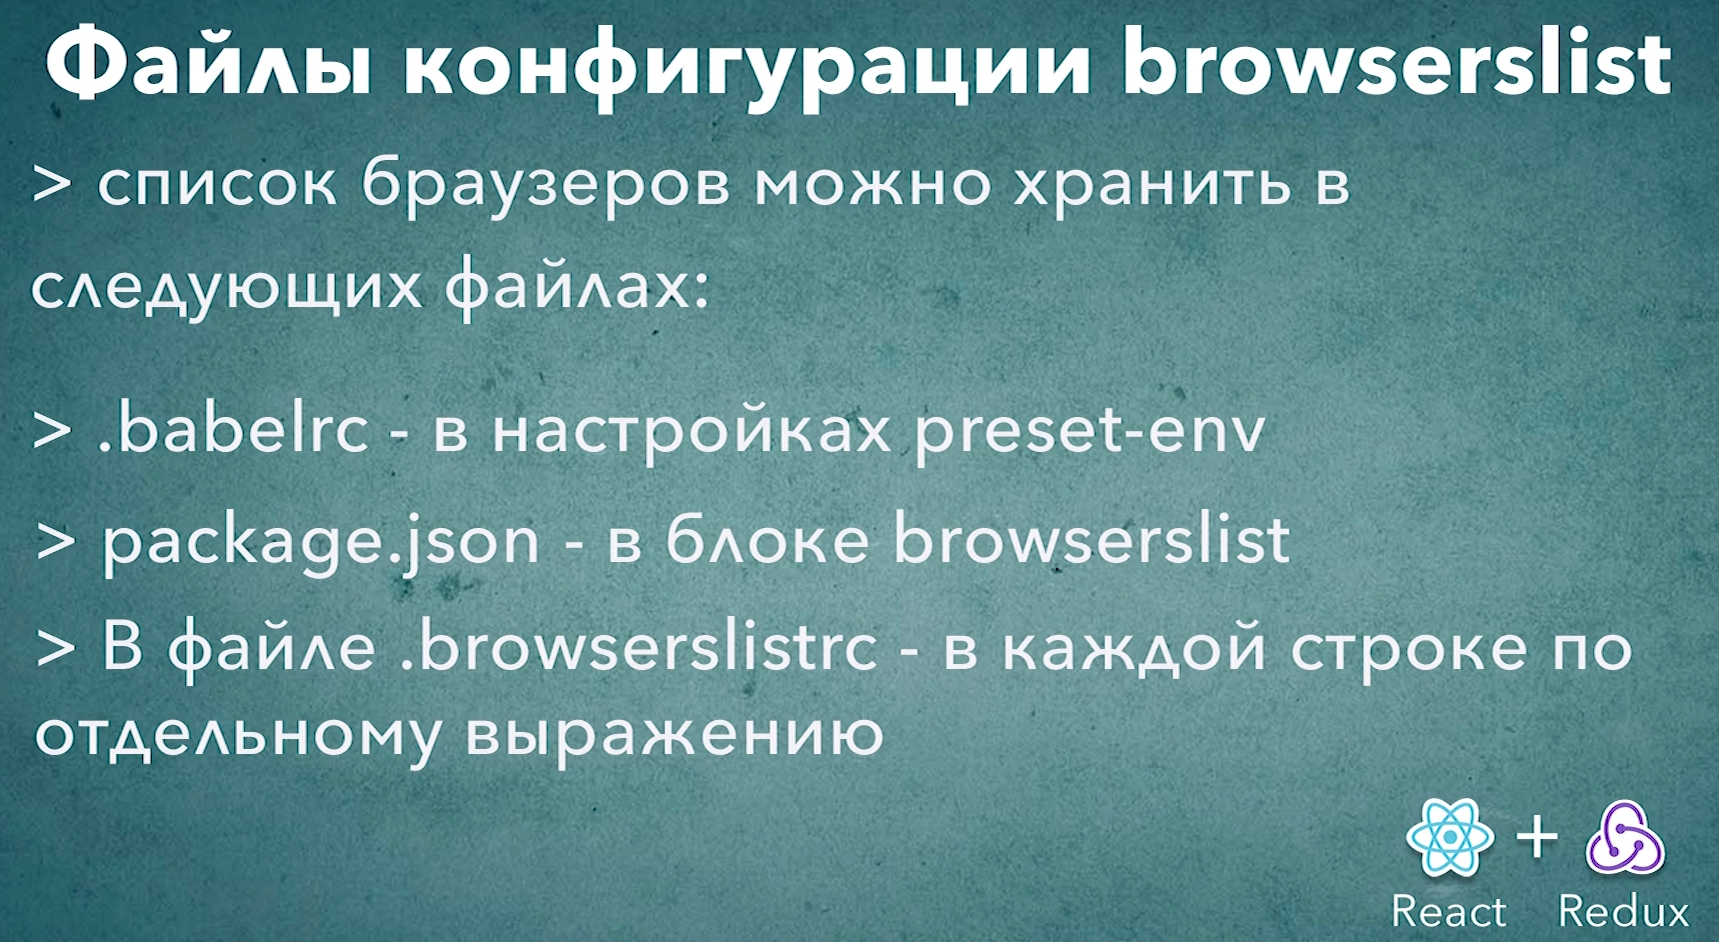 Файлы конфигурации browserslist
> список браузеров можно хранить в
следующих файлах:
> .babelrc - в настройках preset-env
> package.json - в блоке browserslist
> В файле .browserslistrc - в каждой строке по
отдельному выражению
+
React Redux